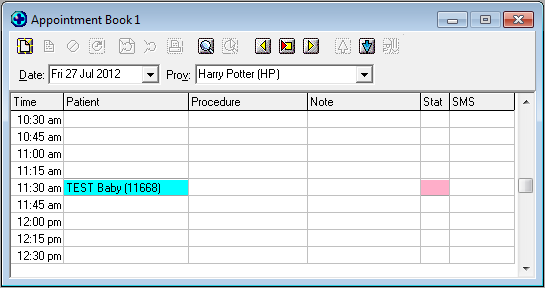 Appointment Book 1
Date: Fri 27 Jul 2012 Prov: Harry Potter (HP)
Time Patient Procedure Note Stat SMS
10:30 am
10:45 am
11:00 am
11:15 am
11:30 am TEST Baby (11668)
11:45 am
12:00 pm
12:15 pm
12:30 pm